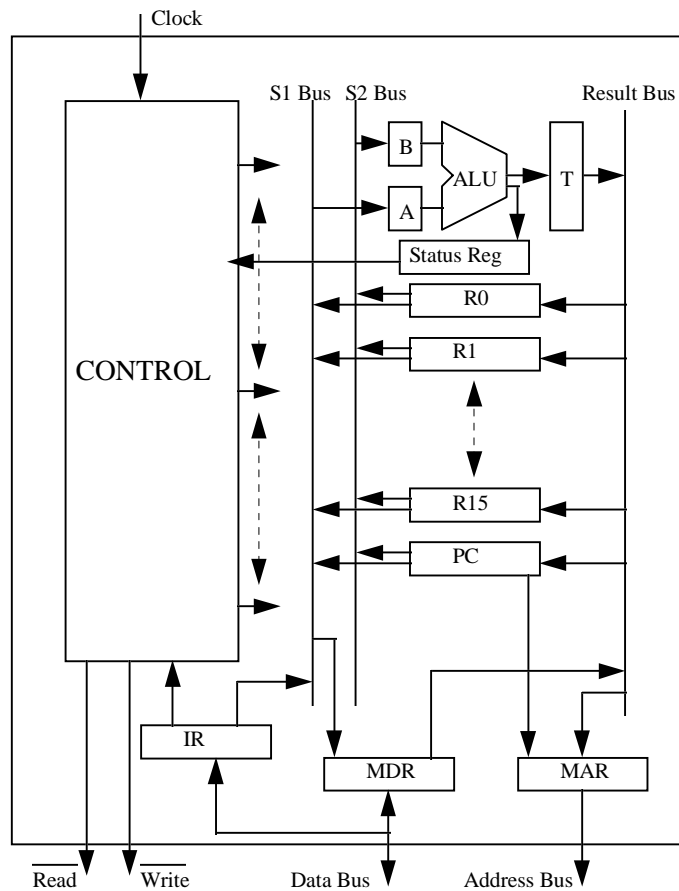 Clock
S1 Bus S2 Bus Result Bus
B
ALU T
A
Status Reg
R0
R1
CONTROL
R15
PC
IR
MDR MAR
Read Write Data Bus Address Bus